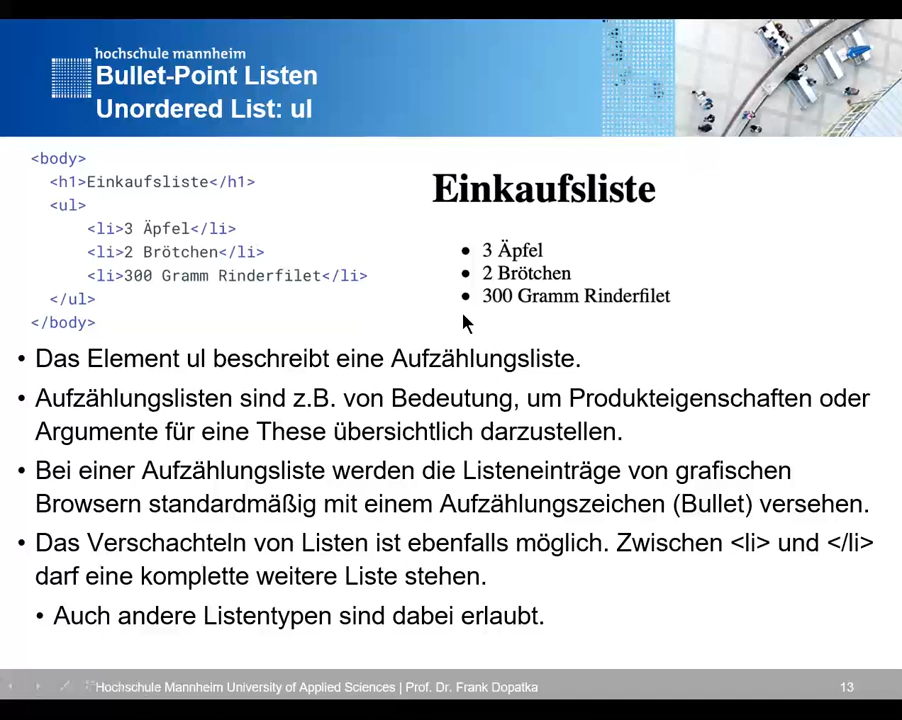 hochschule mannheim
Bullet-Point Listen
Unordered List: ul
<body>
<h1>Einkaufsliste</h1>
<ul>
<li>3 Äpfel</li>
<li>2 Brötchen</li>
<li>300 Gramm Rinderfilet</li>
</ul>
</body>
Einkaufsliste
• 3 Äpfel
• 2 Brötchen
• 300 Gramm Rinderfilet
• Das Element ul beschreibt eine Aufzählungsliste.
• Aufzählungslisten sind z.B. von Bedeutung, um Produkteigenschaften oder
Argumente für eine These übersichtlich darzustellen.
• Bei einer Aufzählungsliste werden die Listeneinträge von grafischen
Browsern standardmäßig mit einem Aufzählungszeichen (Bullet) versehen.
• Das Verschachteln von Listen ist ebenfalls möglich. Zwischen <li> und </li>
darf eine komplette weitere Liste stehen.
• Auch andere Listentypen sind dabei erlaubt.
Hochschule Mannheim University of Applied Sciences | Prof. Dr. Frank Dopatka
13